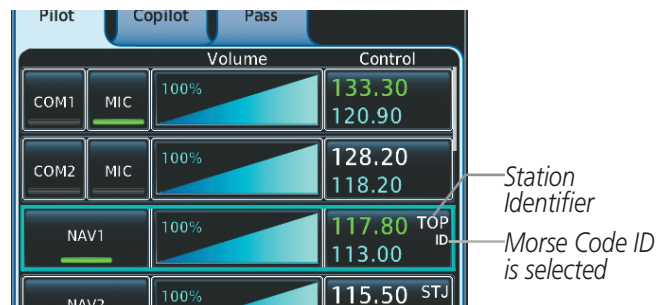 Pilot Copilot Pass
Volume Control
COM1 MIC 100% 133.30
120.90
COM2 MIC 100% 128.20
118.20
NAV1 100% 117.80 TOP
ID
113.00
NAV2 100% 115.50 STJ
Station
Identifier
Morse Code ID
is selected